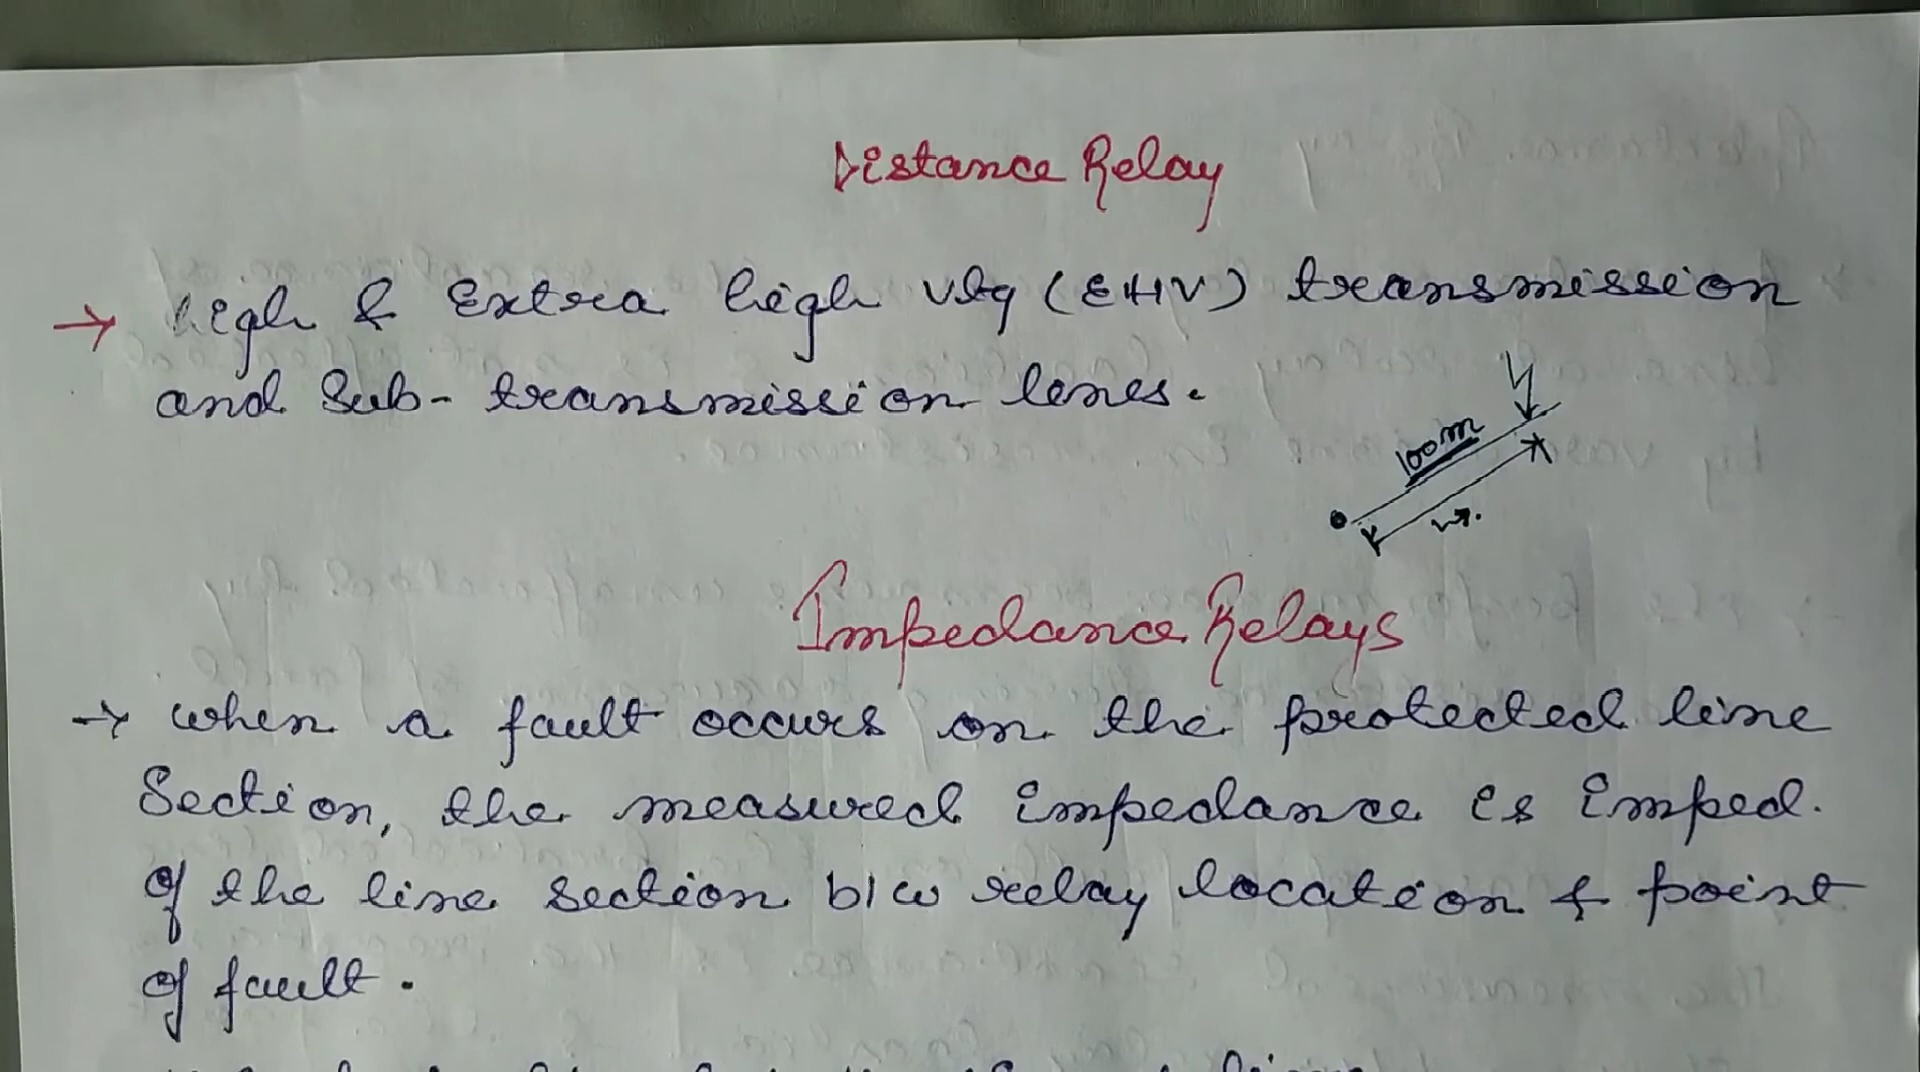 Distance Relay
→ high & Extra high vtg (EHV) transmission
and Sub-transmission lines.
100m
Impedance Relays
→ when a fault occurs on the protected line
Section, the measured impedance is imped.
of the line section b/w relay location & point
of fault.